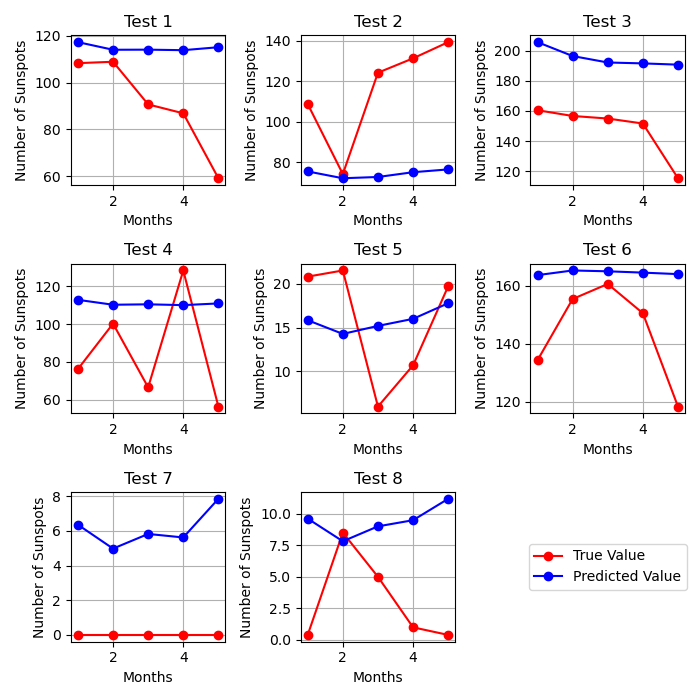 Test 1
Test 2
Test 3
Number of Sunspots
120
100
80
60
2
4
Months
Number of Sunspots
140
120
100
80
2
4
Months
Number of Sunspots
200
180
160
140
120
2
4
Months
Test 4
Test 5
Test 6
Number of Sunspots
120
100
80
60
2
4
Months
Number of Sunspots
20
15
10
2
4
Months
Number of Sunspots
160
140
120
2
4
Months
Test 7
Test 8
Number of Sunspots
8
6
4
2
0
2
4
Months
Number of Sunspots
10.0
7.5
5.0
2.5
0.0
2
4
Months
True Value
Predicted Value